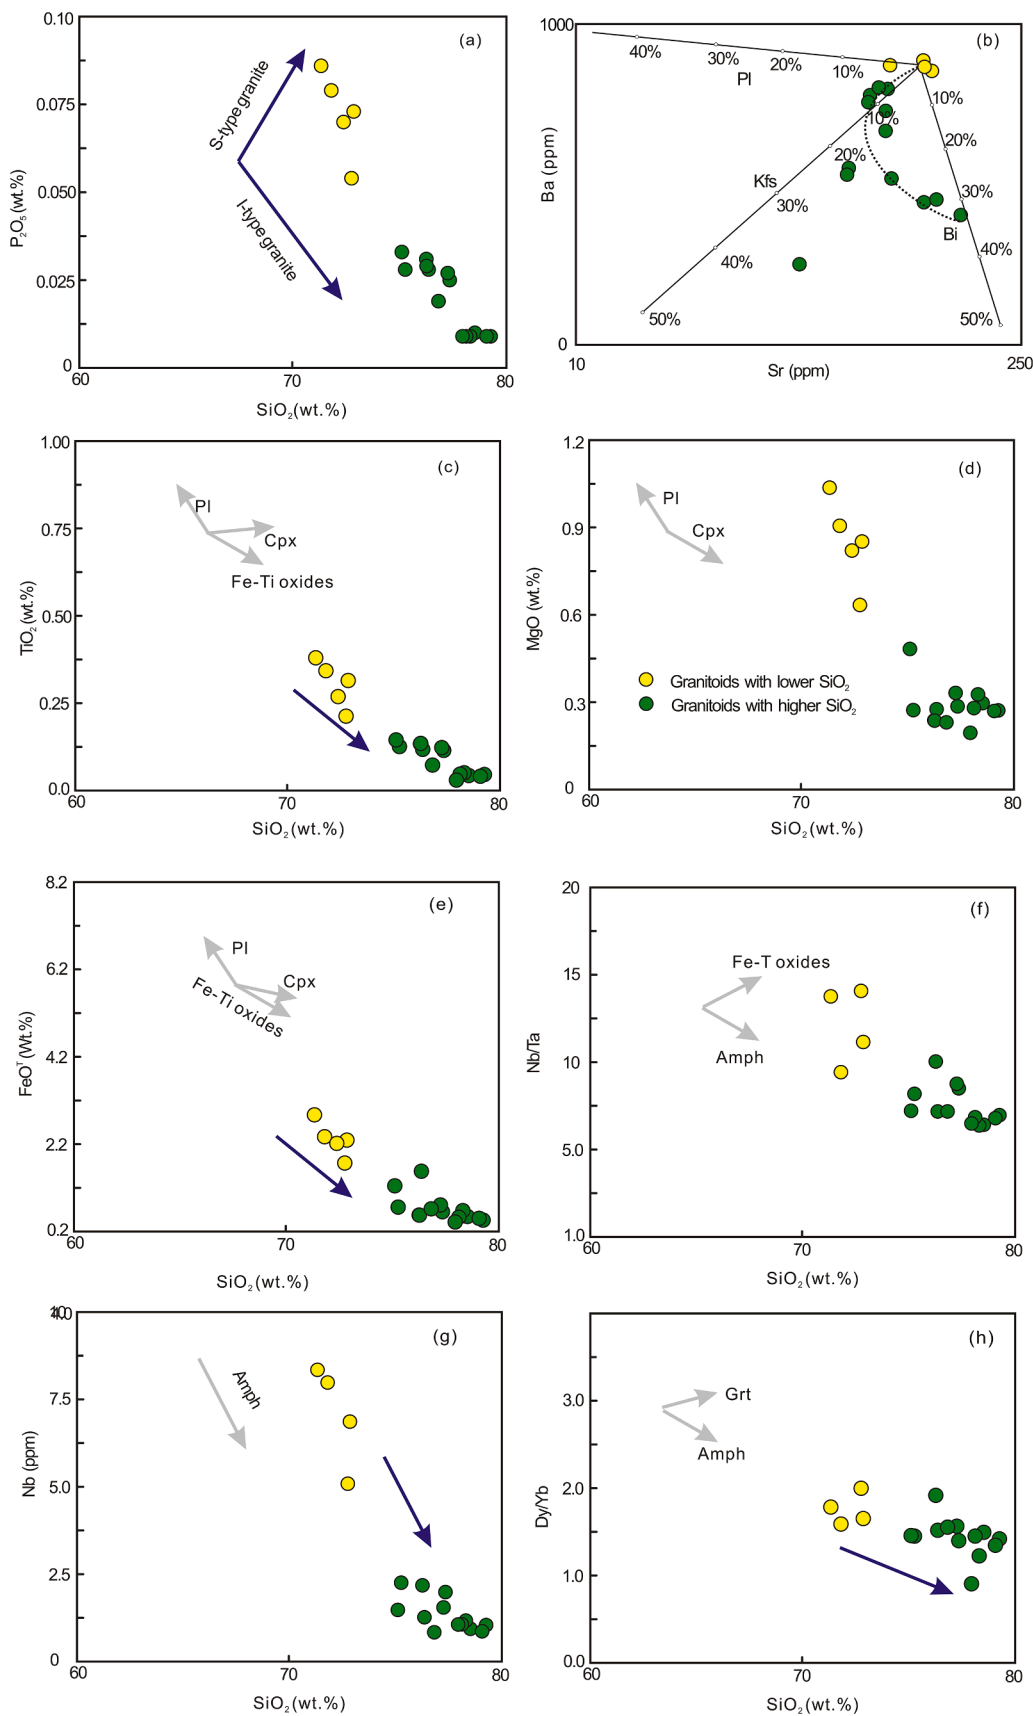 (a)
0.10
0.075
0.050
0.025
0
P2O5(wt.%)
S-type granite
I-type granite
60
70
80
SiO2(wt.%)
(b)
1000
0
Ba (ppm)
40%
30%
20%
10%
Pl
10%
20%
30%
40%
50%
Kfs
10%
20%
30%
40%
50%
Bi
10
250
Sr (ppm)
(c)
1.00
0.75
0.50
0.25
0.0
TiO2(wt.%)
Pl
Cpx
Fe-Ti oxides
60
70
80
SiO2(wt.%)
(d)
1.2
0.9
0.6
0.3
0
MgO (wt.%)
Pl
Cpx
Granitoids with lower SiO2
Granitoids with higher SiO2
60
70
80
SiO2(wt.%)
(e)
8.2
6.2
4.2
2.2
0.2
FeOT(Wt.%)
Pl
Cpx
Fe-Ti oxides
60
70
80
SiO2(wt.%)
(f)
20
15
10
5.0
1.0
Nb/Ta
Fe-T oxides
Amph
60
70
80
SiO2(wt.%)
(g)
7.5
5.0
2.5
0
Nb (ppm)
Amph
60
70
80
SiO2(wt.%)
(h)
3.0
2.0
1.0
0.0
Dy/Yb
Grt
Amph
60
70
80
SiO2(wt.%)